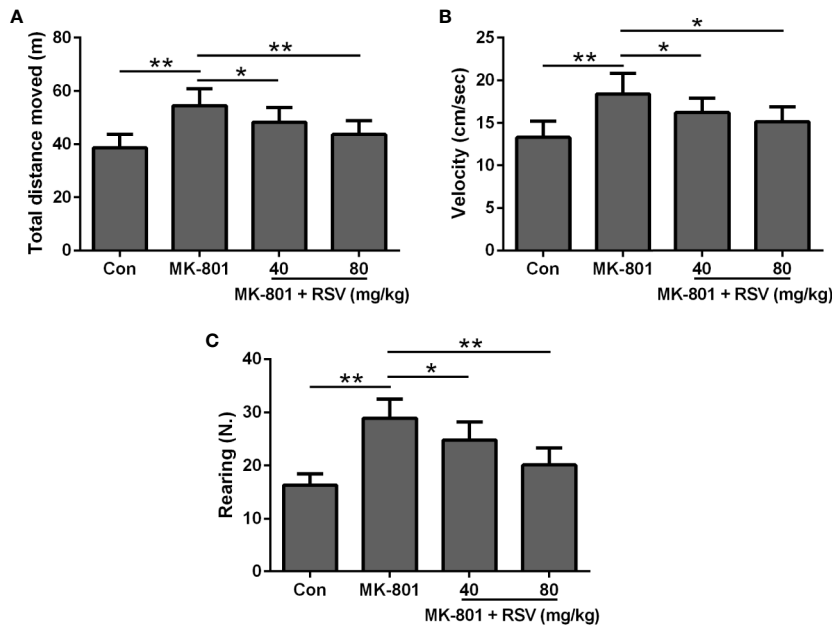 A
Total distance moved (m)
80
60
40
20
0
**
*
**
Con
MK-801
40
80
MK-801 + RSV (mg/kg)
B
Velocity (cm/sec)
25
20
15
10
5
0
**
*
*
Con
MK-801
40
80
MK-801 + RSV (mg/kg)
C
Rearing (N.)
40
30
20
10
0
**
*
**
Con
MK-801
40
80
MK-801 + RSV (mg/kg)